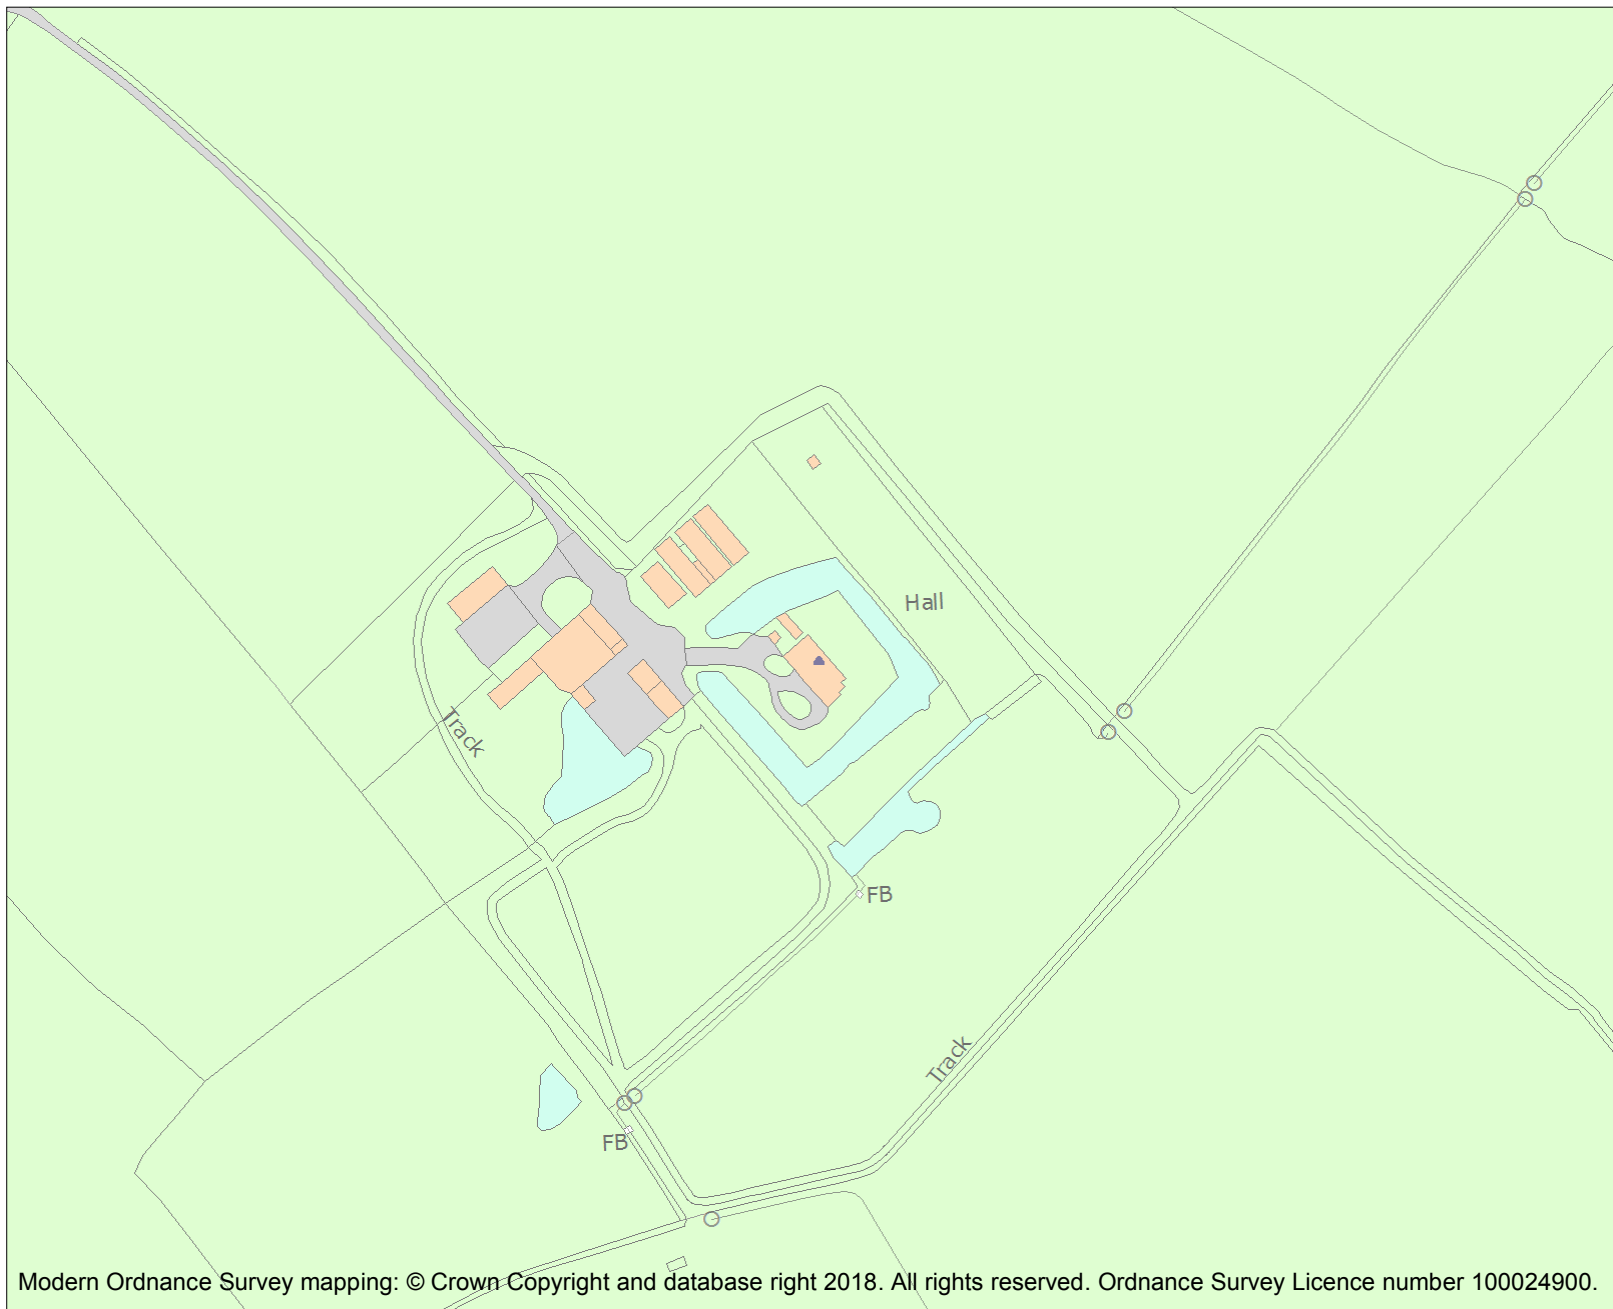 Hall
Track
FB
Track
FB
Modern Ordnance Survey mapping: © Crown Copyright and database right 2018. All rights reserved. Ordnance Survey Licence number 100024900.